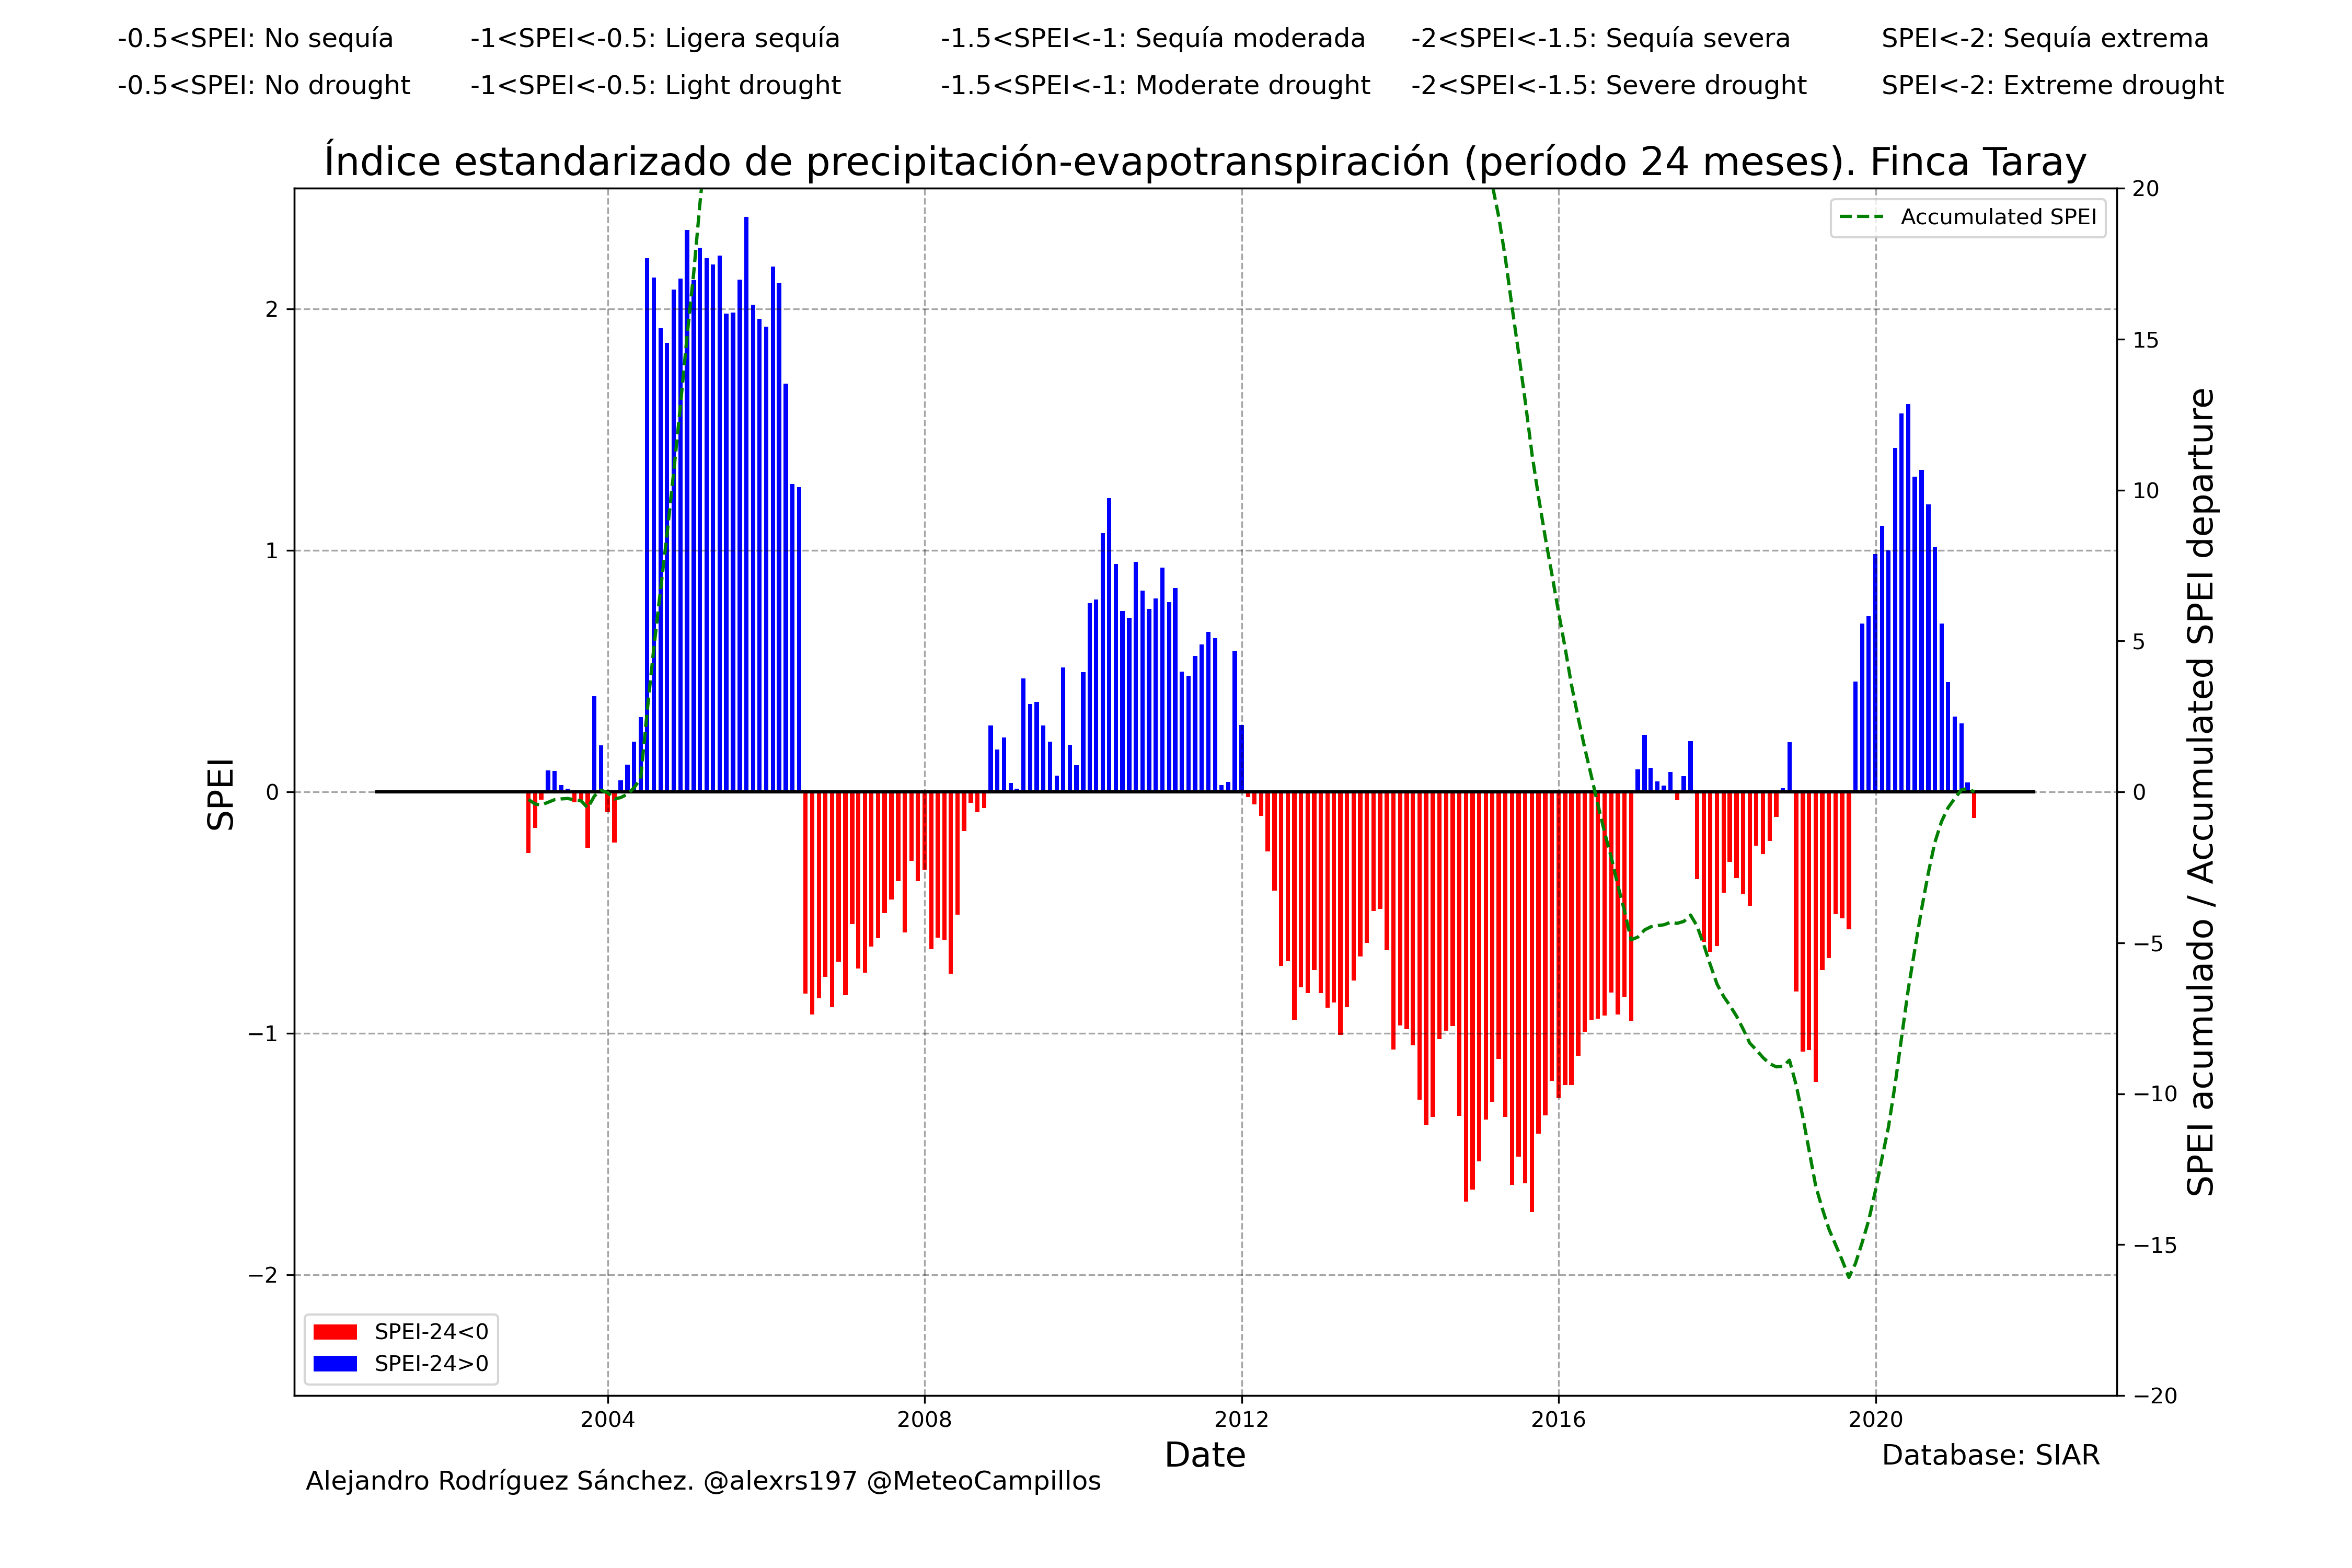 -0.5<SPEI: No sequía -1<SPEI<-0.5: Ligera sequía -1.5<SPEI<-1: Sequía moderada -2<SPEI<-1.5: Sequía severa SPEI<-2: Sequía extrema
-0.5<SPEI: No drought -1<SPEI<-0.5: Light drought -1.5<SPEI<-1: Moderate drought -2<SPEI<-1.5: Severe drought SPEI<-2: Extreme drought
Índice estandarizado de precipitación-evapotranspiración (período 24 meses). Finca Taray
Accumulated SPEI
SPEI
2
1
0
−1
−2
20
15
10
5
0
−5
−10
−15
−20
SPEI acumulado / Accumulated SPEI departure
SPEI-24<0
SPEI-24>0
2004 2008 2012 2016 2020
Date
Database: SIAR
Alejandro Rodríguez Sánchez. @alexrs197 @MeteoCampillos